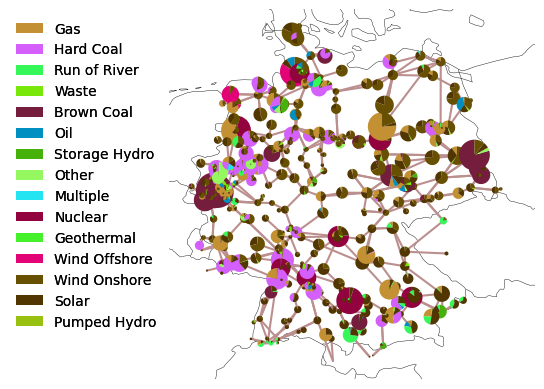 Gas
Hard Coal
Run of River
Waste
Brown Coal
Oil
Storage Hydro
Other
Multiple
Nuclear
Geothermal
Wind Offshore
Wind Onshore
Solar
Pumped Hydro